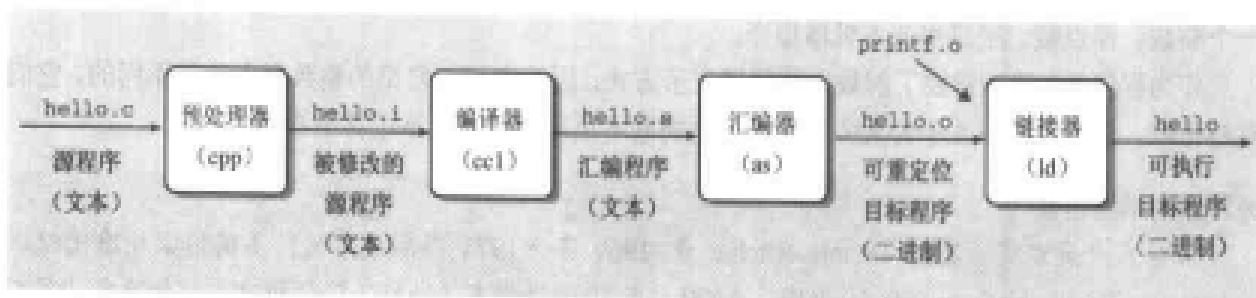 printf.o
hello.c
预处理器
(cpp)
hello.i
编译器
(cc1)
hello.s
汇编器
(as)
hello.o
链接器
(ld)
hello
源程序
(文本)
被修改的
源程序
(文本)
汇编程序
(文本)
可重定位
目标程序
(二进制)
可执行
目标程序
(二进制)